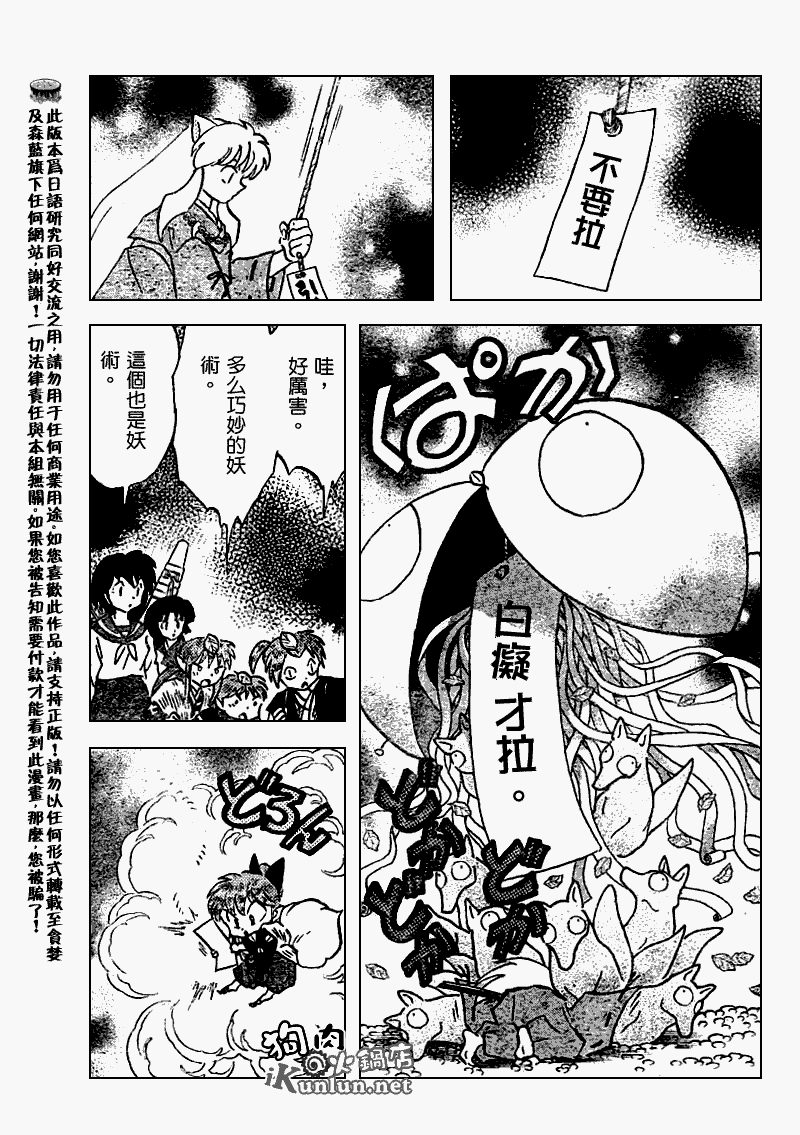 不要拉
引
ぱかっ
白癡 才拉。
どかどか
どかどか
哇，
好厲害。
多么巧妙的妖
術。
這個也是妖
術。
どろん
狗肉
火鍋店
iKunlun.net
此版本爲日語研究同好交流之用，請勿用于任何商業用途。如您喜歡此作品，請支持正版！請勿以任何形式轉載至貪婪
及森藍旗下任何網站，謝謝！一切法律責任與本組無關。如果您被告知需要付款才能看到此漫畫，那麼，您被騙了！